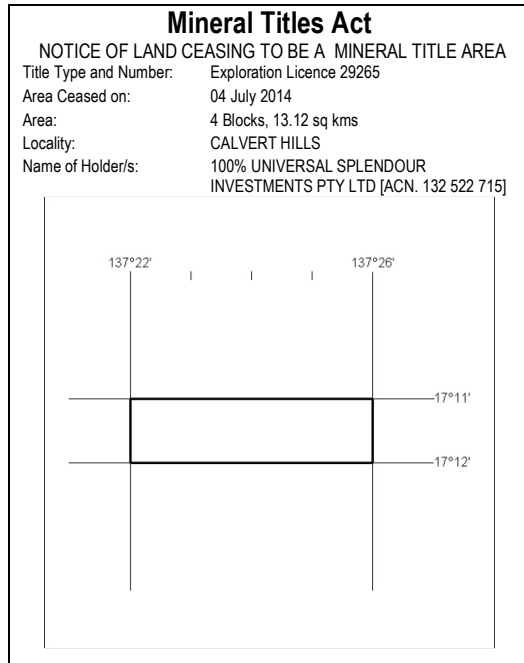 Mineral Titles Act
NOTICE OF LAND CEASING TO BE A MINERAL TITLE AREA
Title Type and Number: Exploration Licence 29265
Area Ceased on: 04 July 2014
Area: 4 Blocks, 13.12 sq kms
Locality: CALVERT HILLS
Name of Holder/s: 100% UNIVERSAL SPLENDOUR
INVESTMENTS PTY LTD [ACN. 132 522 715]
137°22' 137°26'
17°11'
17°12'